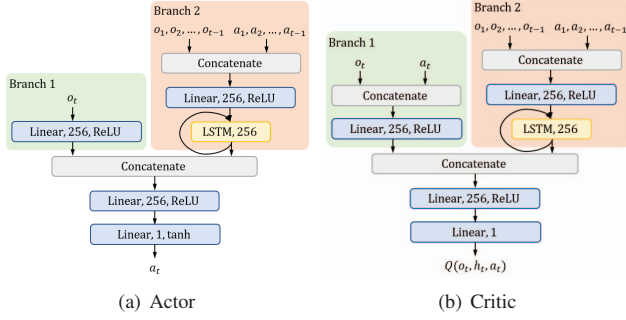 Branch 2
o₁, o₂, …, oₜ₋₁ a₁, a₂, …, aₜ₋₁
Concatenate
Branch 1
oₜ
Linear, 256, ReLU
Linear, 256, ReLU
LSTM, 256
Concatenate
Linear, 256, ReLU
Linear, 1, tanh
aₜ
(a) Actor
Branch 2
o₁, o₂, …, oₜ₋₁ a₁, a₂, …, aₜ₋₁
Branch 1
Concatenate
oₜ aₜ
Concatenate
Linear, 256, ReLU
Linear, 256, ReLU
LSTM, 256
Concatenate
Linear, 256, ReLU
Linear, 1
Q(oₜ, hₜ, aₜ)
(b) Critic